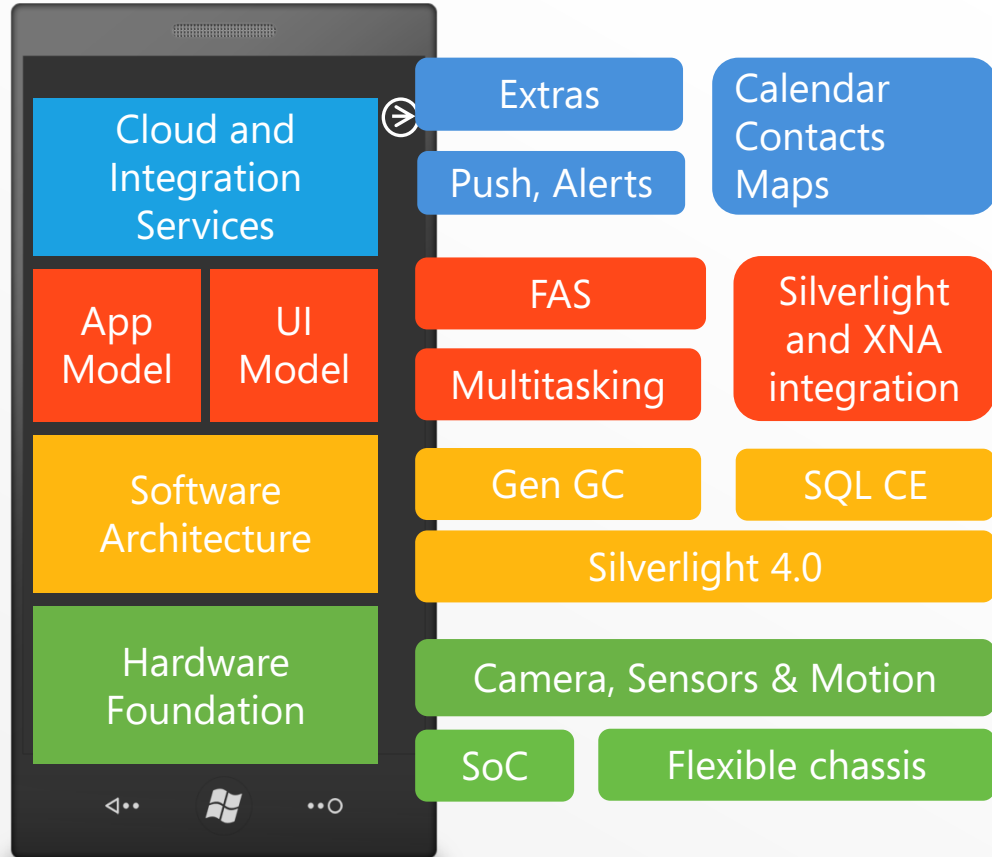 Cloud and
Integration
Services
Extras
Push, Alerts
Calendar
Contacts
Maps
App
Model
UI
Model
FAS
Multitasking
Silverlight
and XNA
integration
Software
Architecture
Gen GC
SQL CE
Silverlight 4.0
Hardware
Foundation
Camera, Sensors & Motion
SoC
Flexible chassis